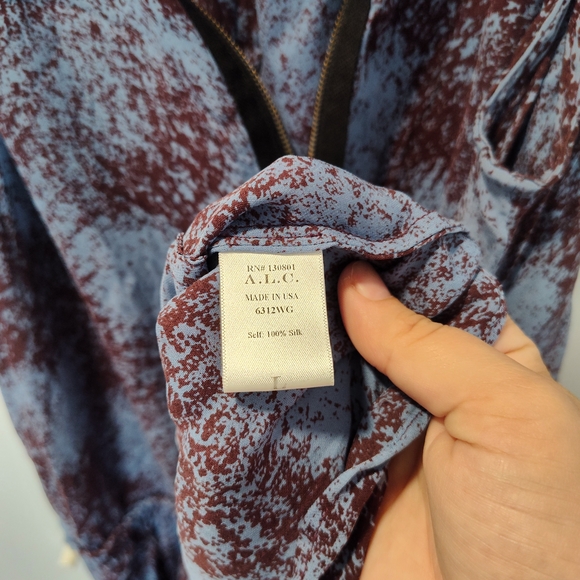 RN# 130801
A.L.C.
MADE IN USA
6312WG
Self: 100% Silk
L